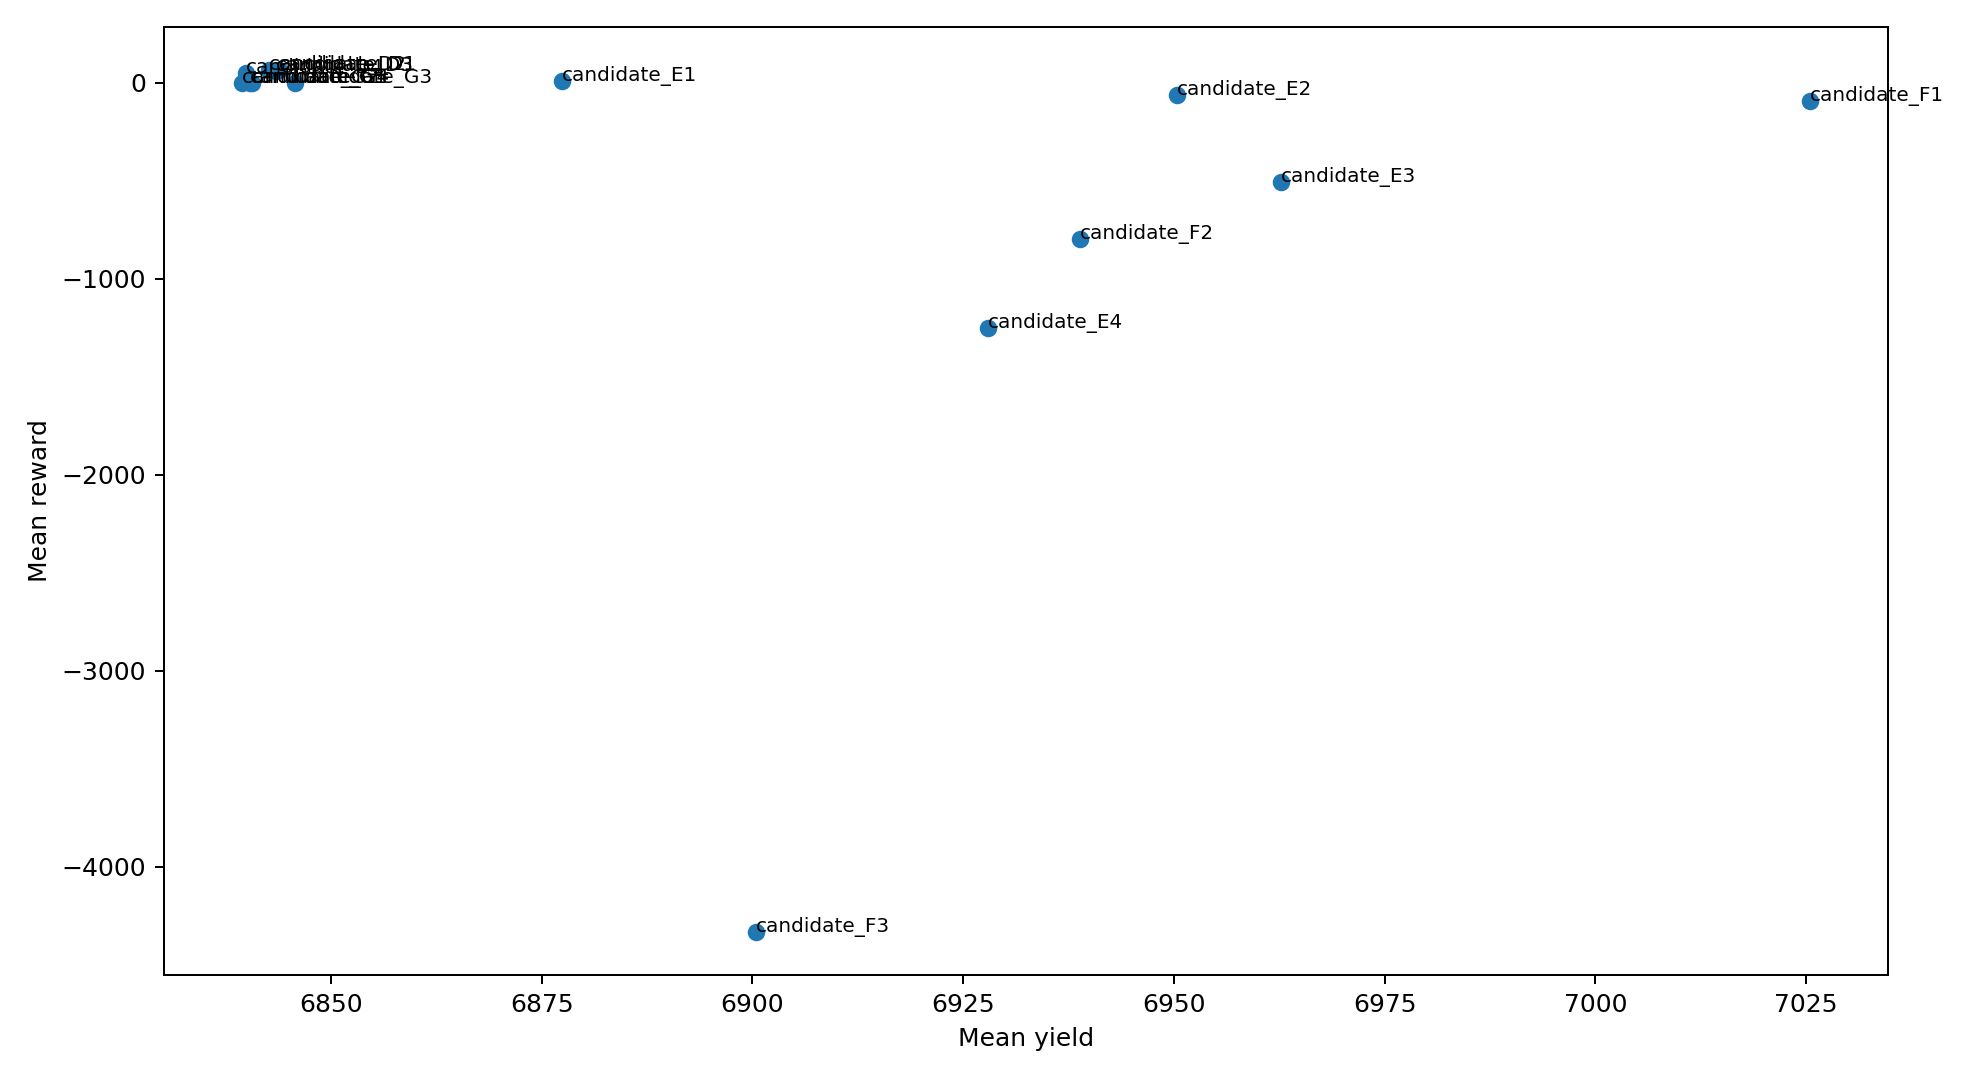 candidate_E1
candidate_E2
candidate_F1
candidate_E3
candidate_F2
candidate_E4
candidate_F3
0
−1000
−2000
−3000
−4000
Mean reward
6850
6875
6900
6925
6950
6975
7000
7025
Mean yield